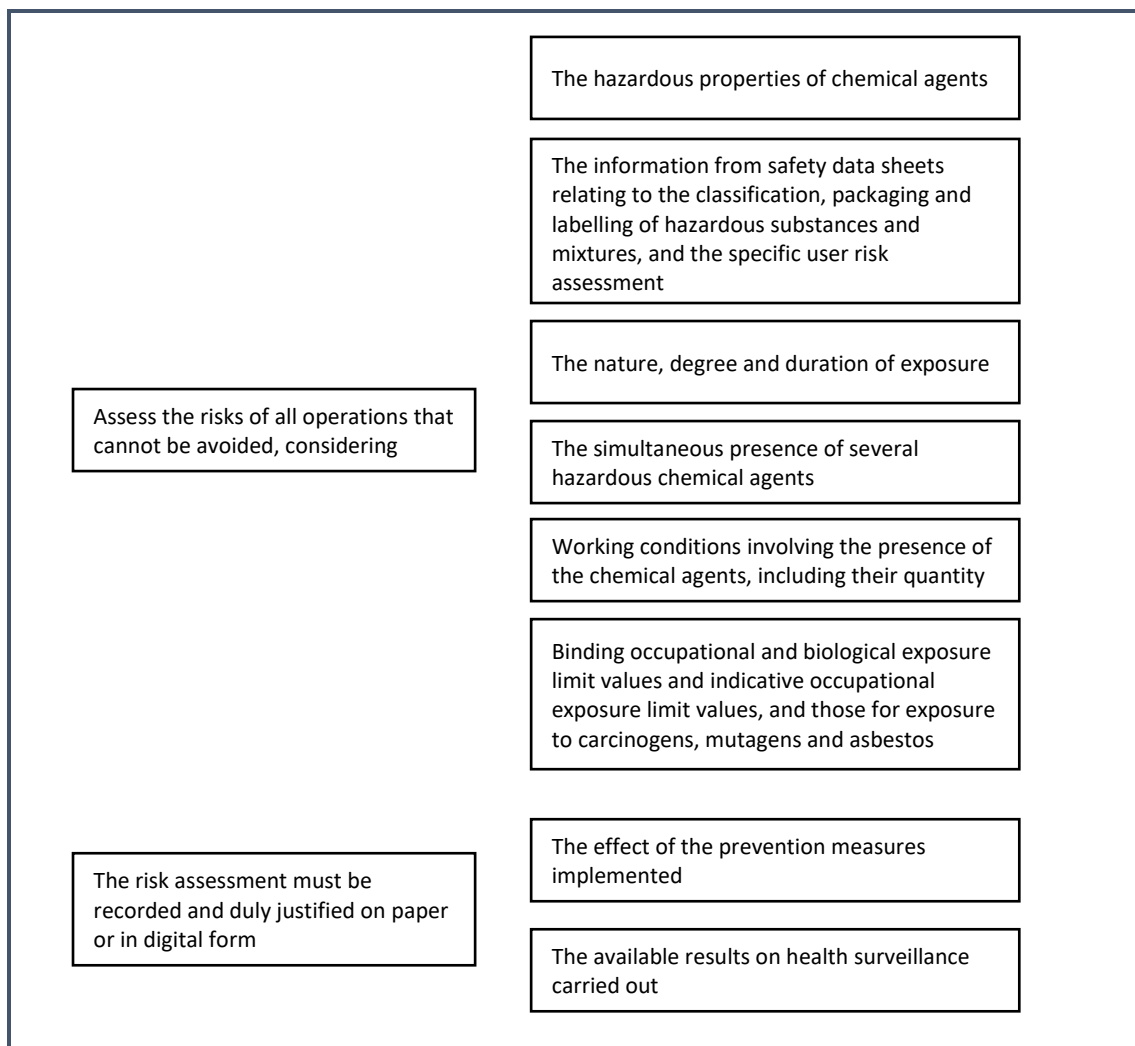 The hazardous properties of chemical agents
The information from safety data sheets
relating to the classification, packaging and
labelling of hazardous substances and
mixtures, and the specific user risk
assessment
The nature, degree and duration of exposure
Assess the risks of all operations that
cannot be avoided, considering
The simultaneous presence of several
hazardous chemical agents
Working conditions involving the presence of
the chemical agents, including their quantity
Binding occupational and biological exposure
limit values and indicative occupational
exposure limit values, and those for exposure
to carcinogens, mutagens and asbestos
The effect of the prevention measures
implemented
The risk assessment must be
recorded and duly justified on paper
or in digital form
The available results on health surveillance
carried out